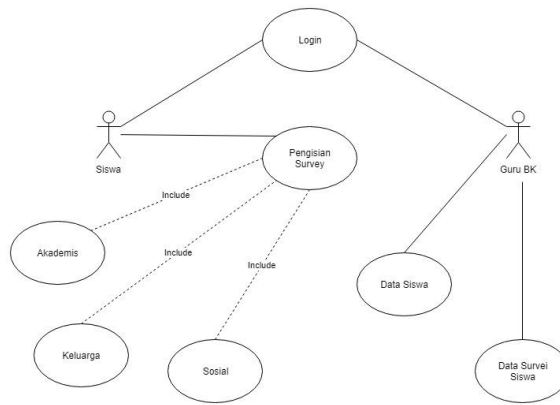 Login
Siswa
Pengisian
Survey
Guru BK
Include
Include
Include
Akademis
Data Siswa
Keluarga
Sosial
Data Survei
Siswa